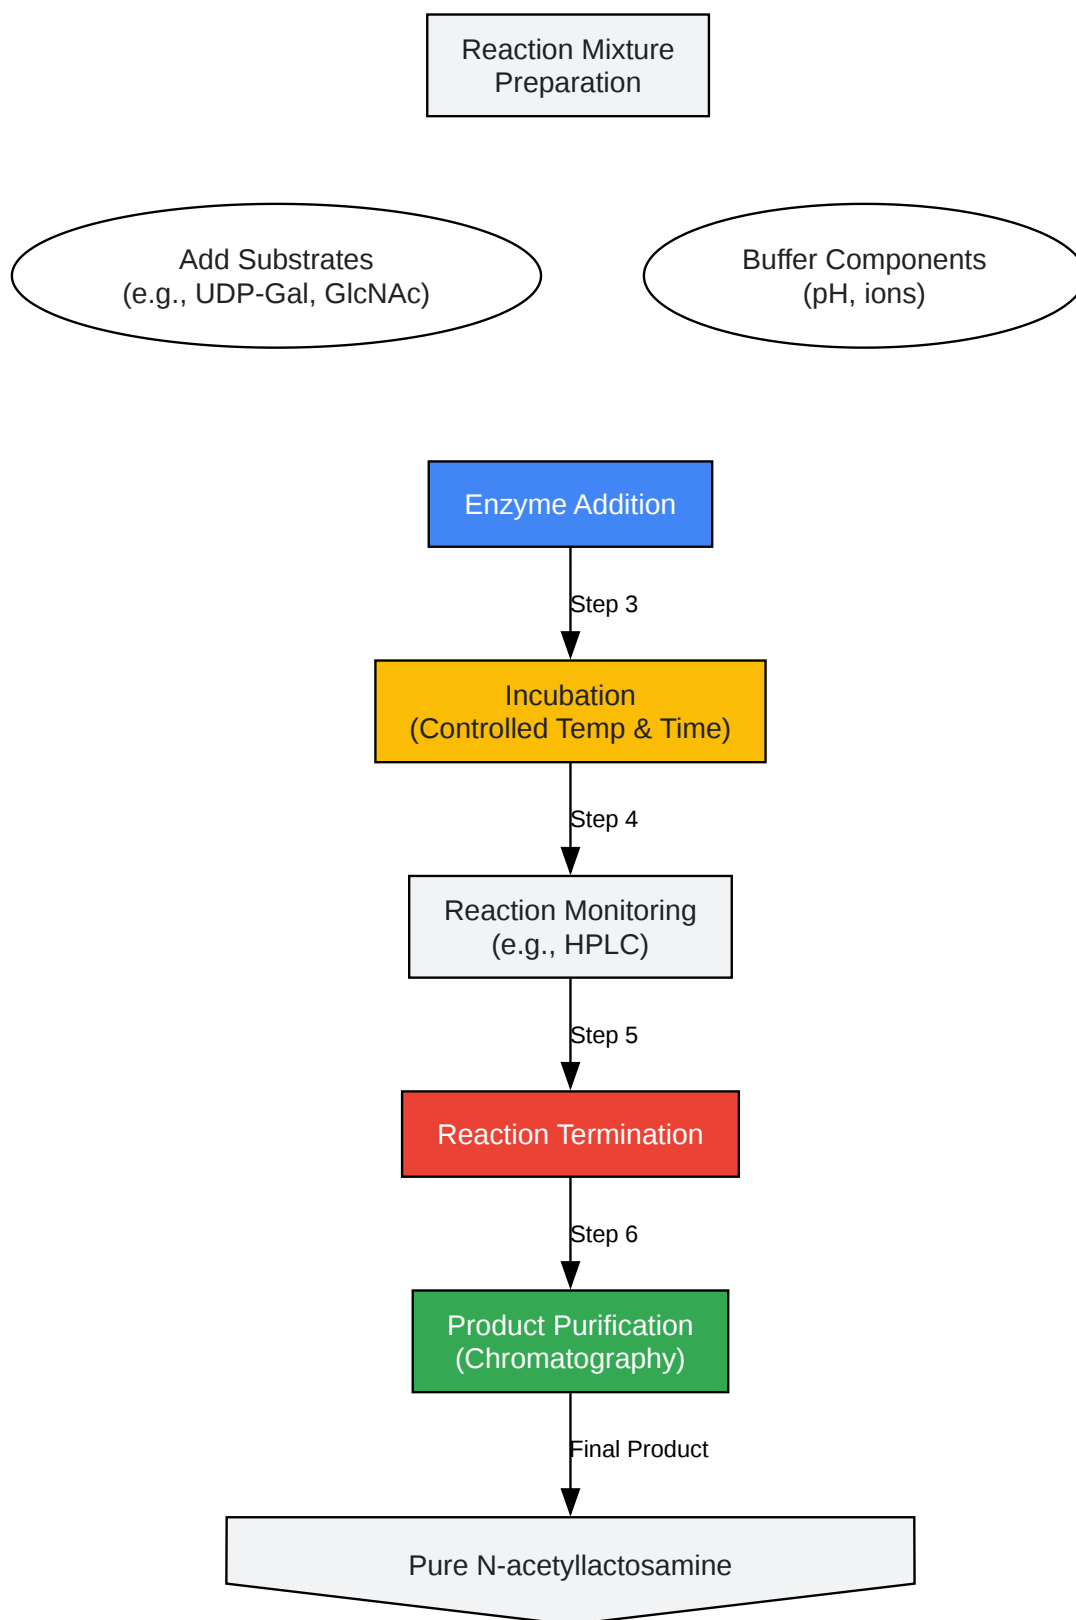 Reaction Mixture
Preparation
Add Substrates
(e.g., UDP-Gal, GlcNAc)
Buffer Components
(pH, ions)
Enzyme Addition
Step 3
Incubation
(Controlled Temp & Time)
Step 4
Reaction Monitoring
(e.g., HPLC)
Step 5
Reaction Termination
Step 6
Product Purification
(Chromatography)
Final Product
Pure N-acetyllactosamine